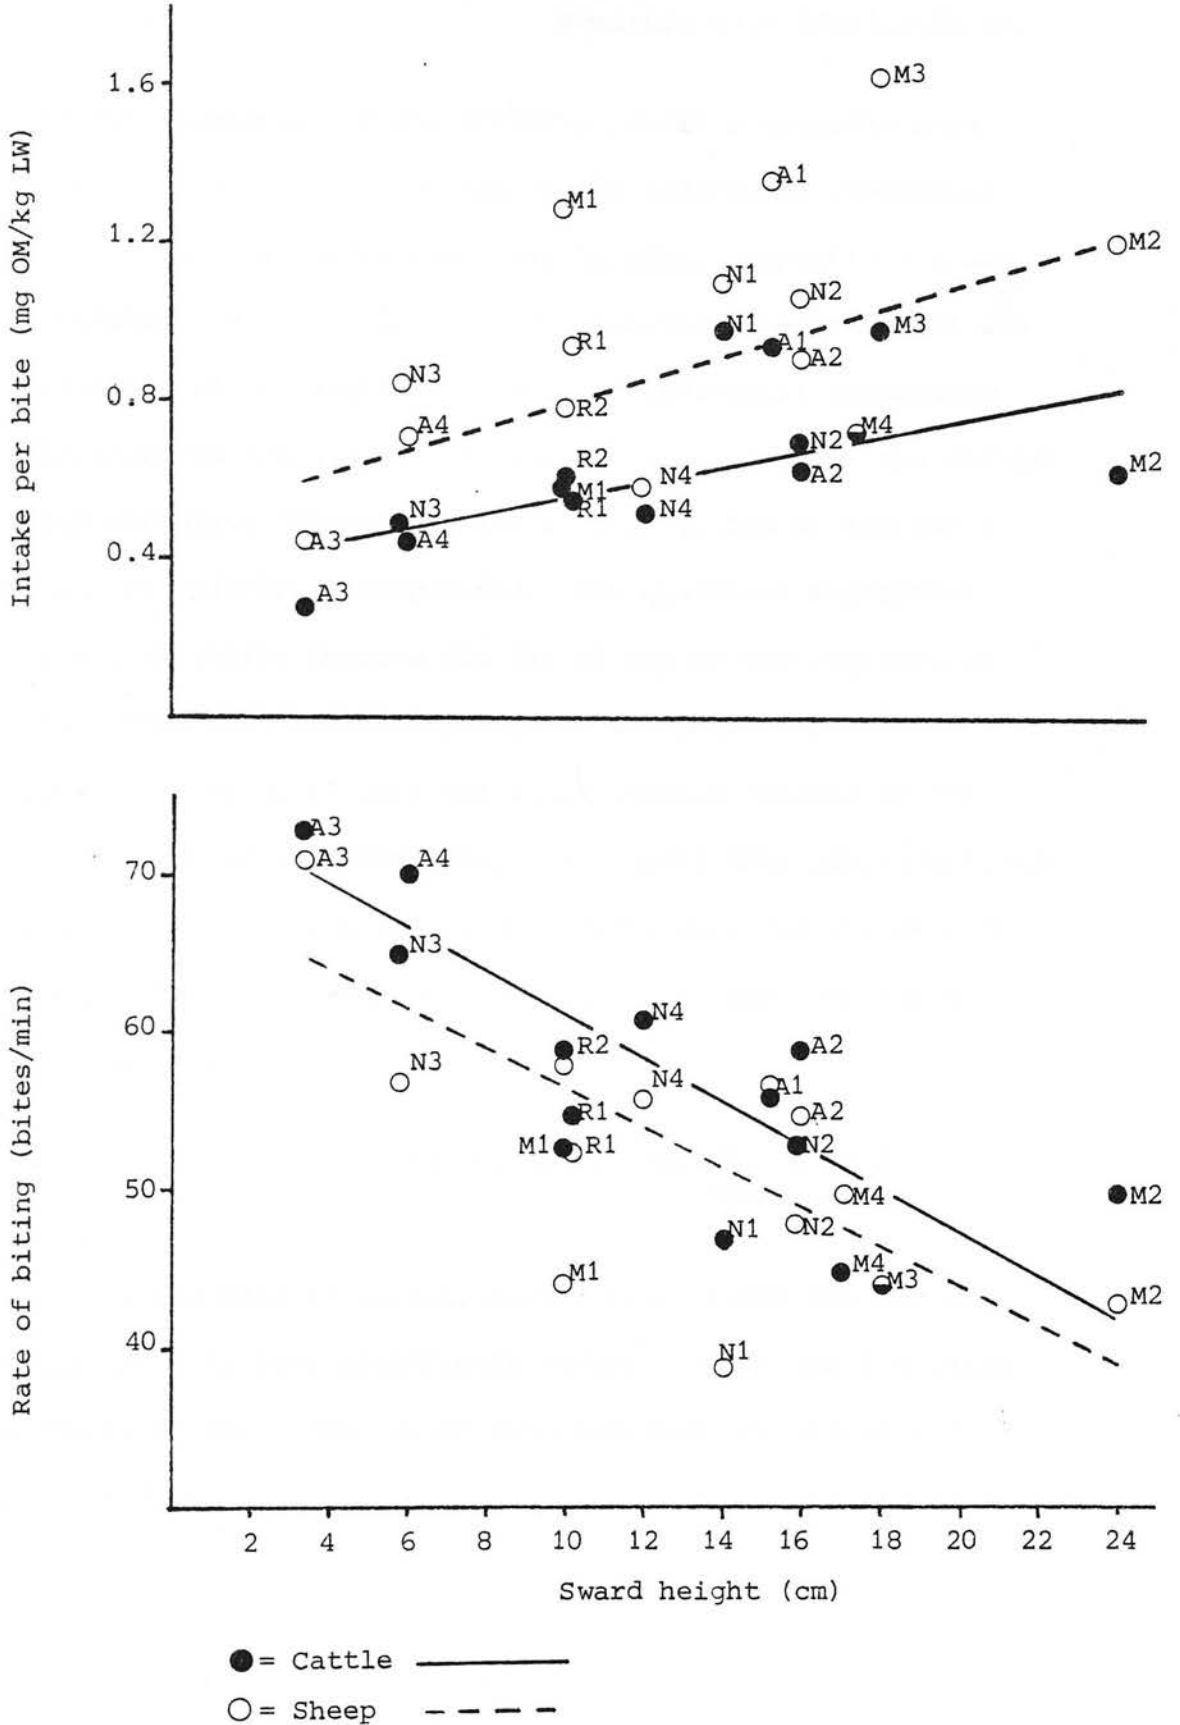 Intake per bite (mg OM/kg LW)
1.6
1.2
0.8
0.4
M3
A1
M1
M2
N1
N2
N1
M3
R1
A1
A2
N3
R2
A4
M4
N2
R2
N4
A2
M2
M1
R1
N3
N4
A3
A4
A3
Rate of biting (bites/min)
70
60
50
40
A3
A3
A4
N3
N4
R2
A2
N3
N4
A1
R1
A2
M1
R1
N2
M4
M2
N1
N2
M4
M1
M3
M2
N1
2 4 6 8 10 12 14 16 18 20 22 24
Sward height (cm)
= Cattle
= Sheep